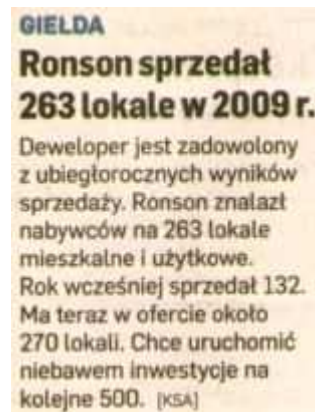 GIEŁDA
Ronson sprzedał
263 lokale w 2009 r.
Deweloper jest zadowolony
z ubiegłorocznych wyników
sprzedaży. Ronson znalazł
nabywców na 263 lokale
mieszkalne i użytkowe.
Rok wcześniej sprzedał 132.
Ma teraz w ofercie około
270 lokali. Chce uruchomić
niebawem inwestycje na
kolejne 500. [KSA]